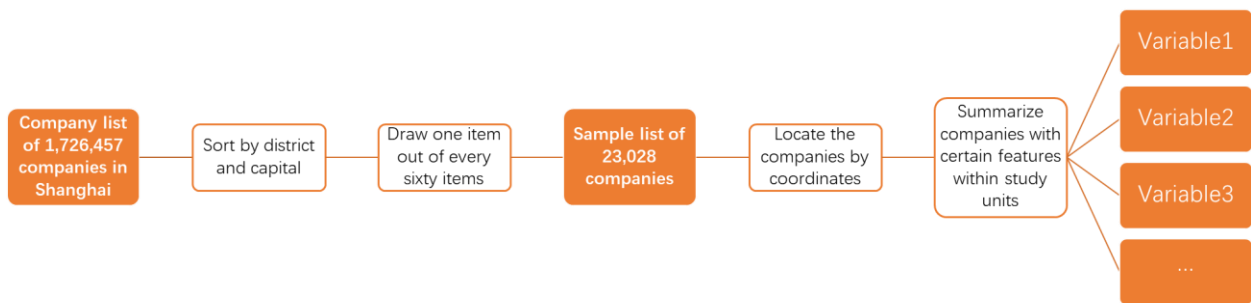 Company list
of 1,726,457
companies in
Shanghai
Sort by district
and capital
Draw one item
out of every
sixty items
Sample list of
23,028
companies
Locate the
companies by
coordinates
Summarize
companies with
certain features
within study
units
Variable1
Variable2
Variable3
...